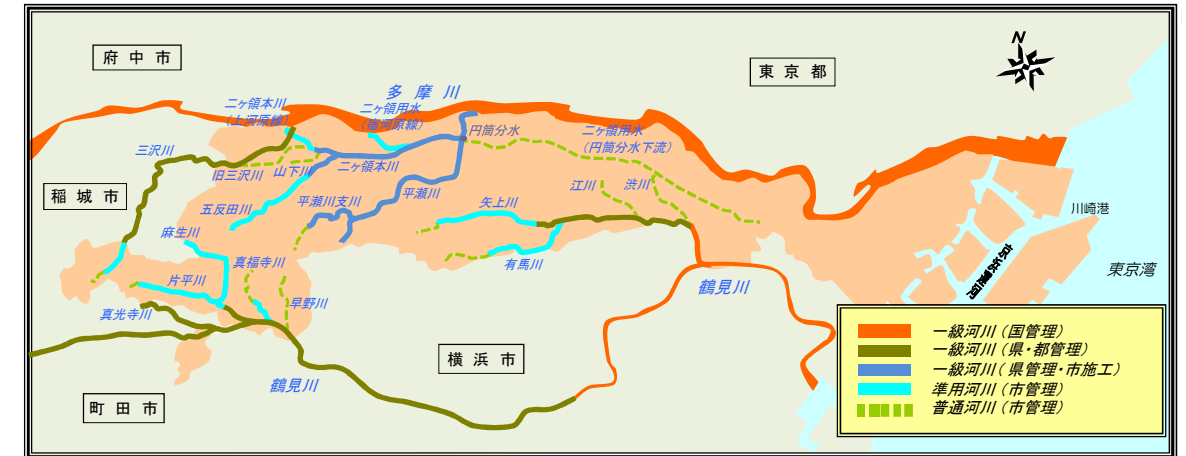 府中市
東京都
N
多摩川
二ヶ領本川
(上河原線)
二ヶ領用水
(宿河原線)
円筒分水
二ヶ領用水
(円筒分水下流)
三沢川
旧三沢川
山下川
二ヶ領本川
稲城市
五反田川
平瀬川支川
平瀬川
江川
渋川
矢上川
川崎港
麻生川
真福寺川
有馬川
東京湾
片平川
早野川
鶴見川
京浜運河
真光寺川
横浜市
鶴見川
町田市
一級河川(国管理)
一級河川(県・都管理)
一級河川(県管理・市施工)
準用河川(市管理)
普通河川(市管理)